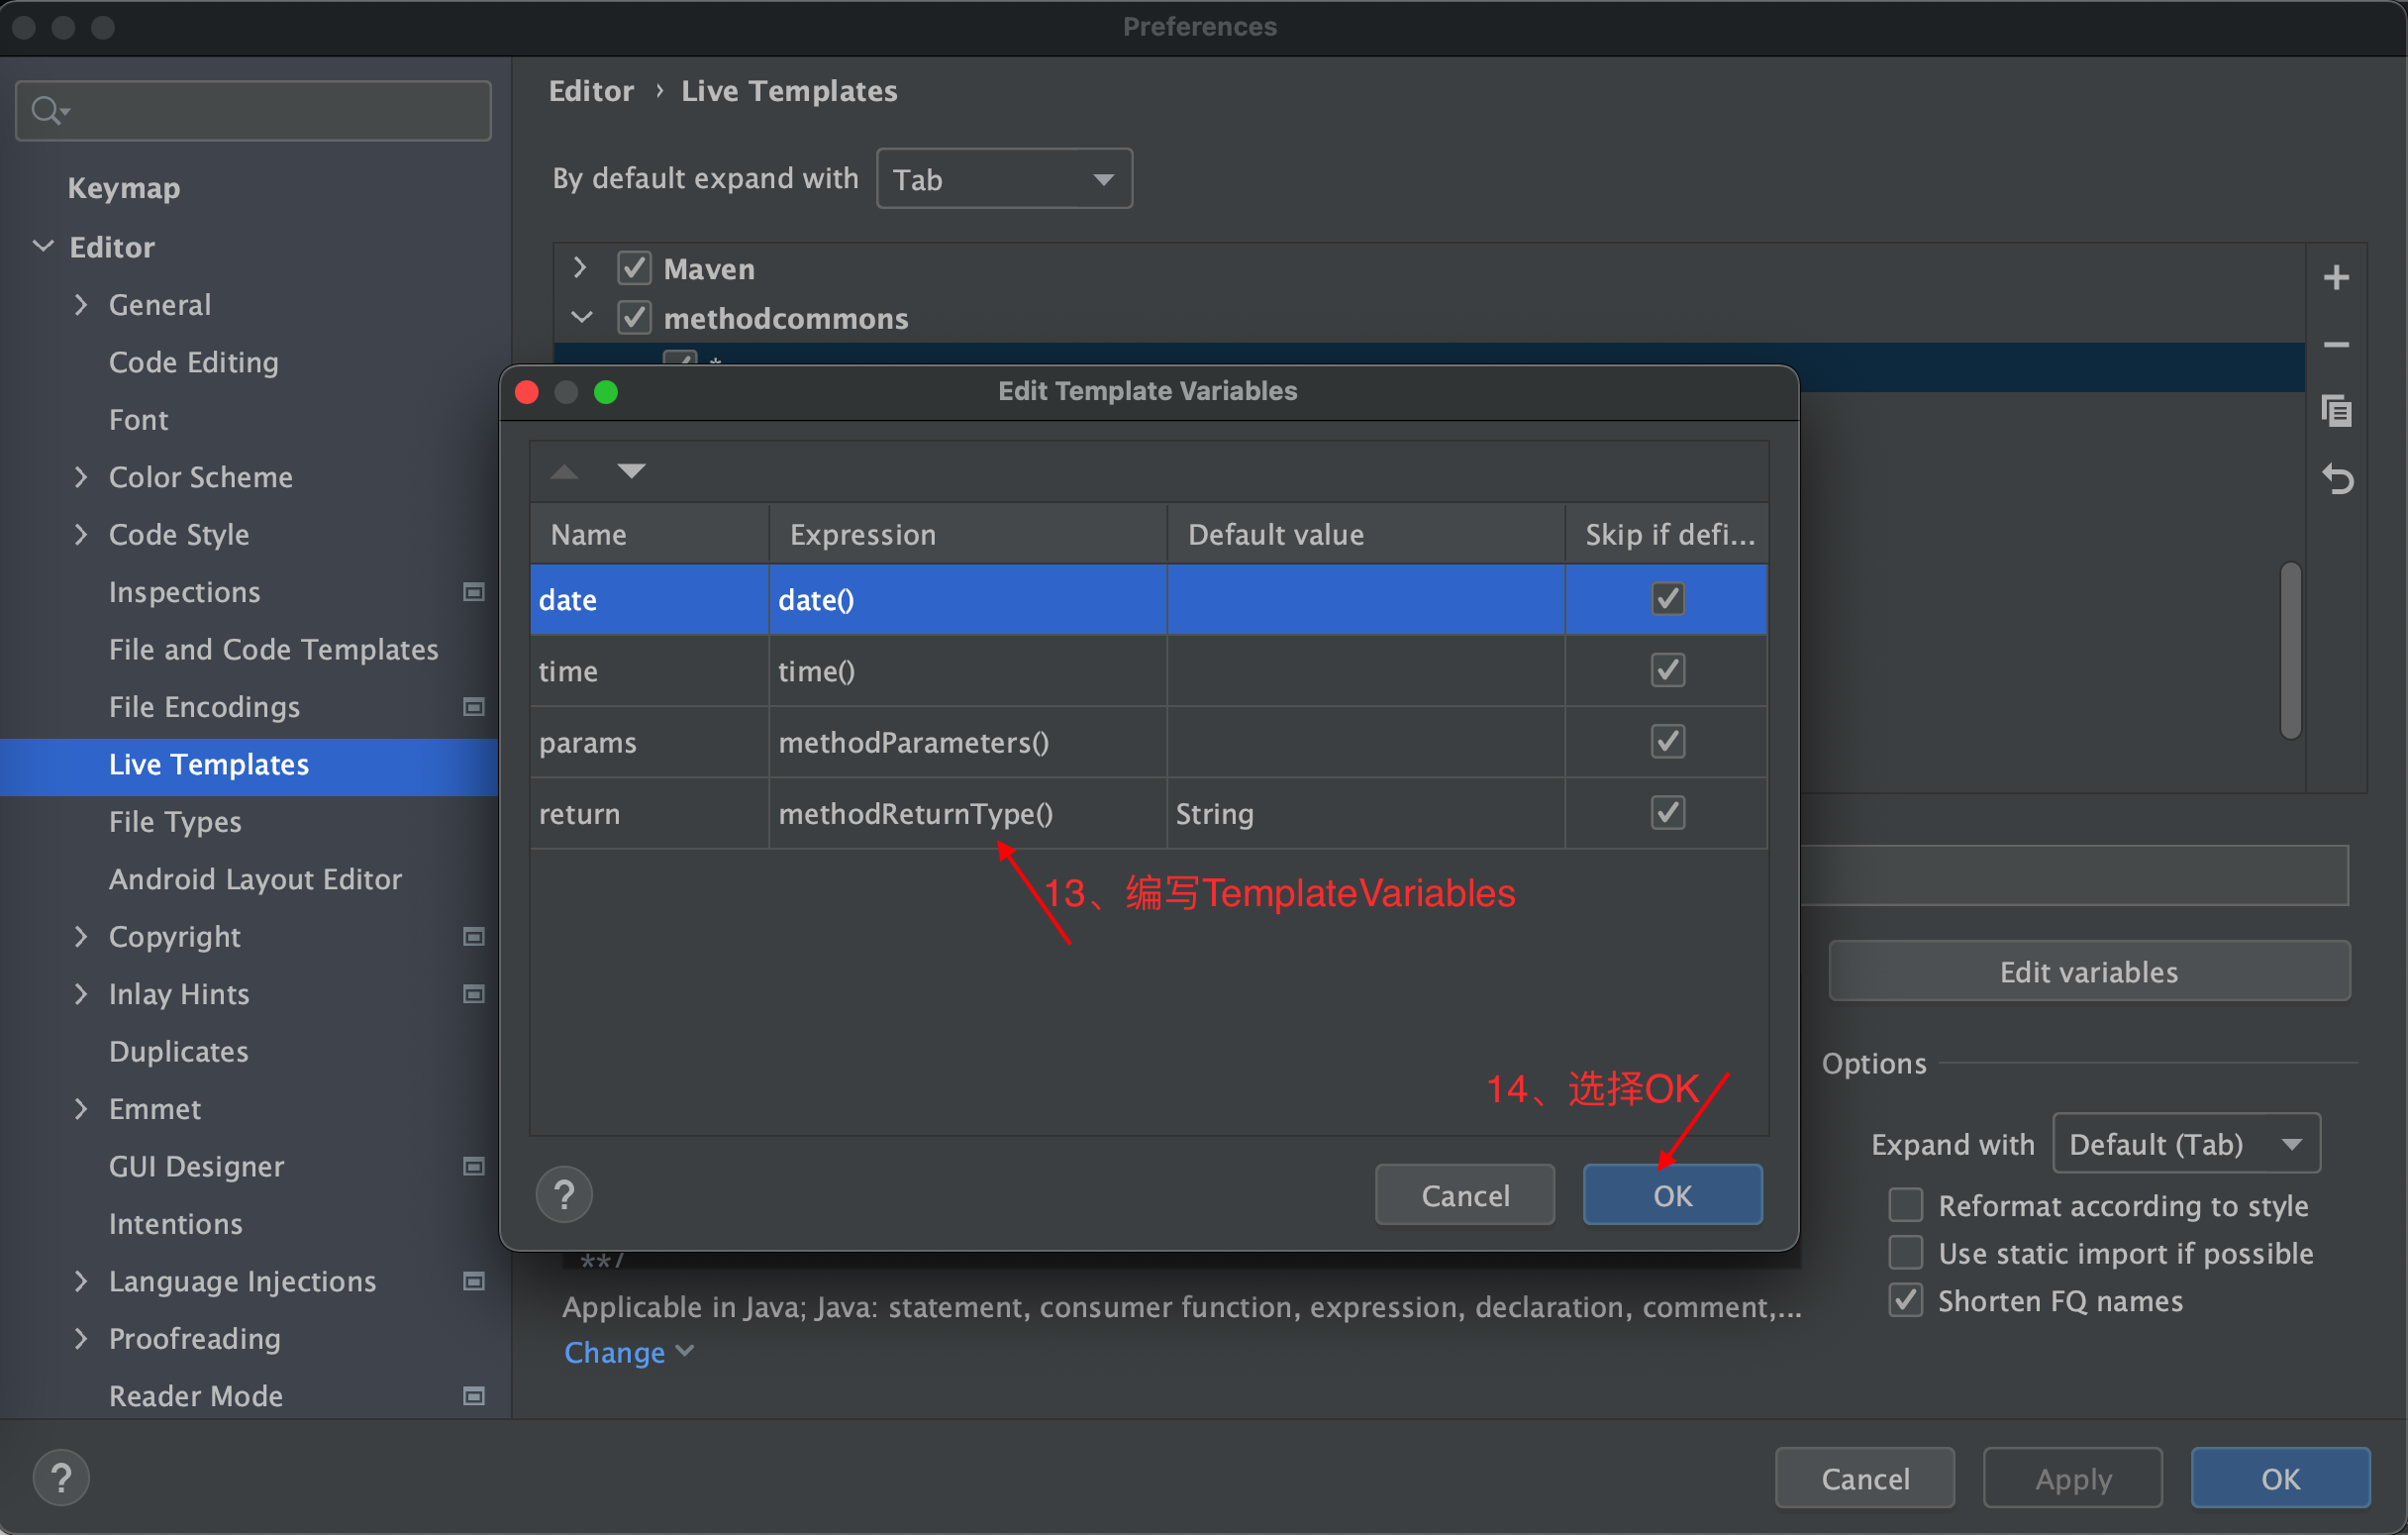 Preferences
Editor › Live Templates
By default expand with Tab
Keymap
Editor
General
Code Editing
Font
Color Scheme
Code Style
Inspections
File and Code Templates
File Encodings
Live Templates
File Types
Android Layout Editor
Copyright
Inlay Hints
Duplicates
Emmet
GUI Designer
Intentions
Language Injections
Proofreading
Reader Mode
Maven
methodcommons
*
Edit Template Variables
Name Expression Default value Skip if defi...
date date()
time time()
params methodParameters()
return methodReturnType() String
13、编写TemplateVariables
14、选择OK
? Cancel OK
Edit variables
Options
Expand with Default (Tab)
Reformat according to style
Use static import if possible
Shorten FQ names
**/
Applicable in Java; Java: statement, consumer function, expression, declaration, comment,...
Change
? Cancel Apply OK